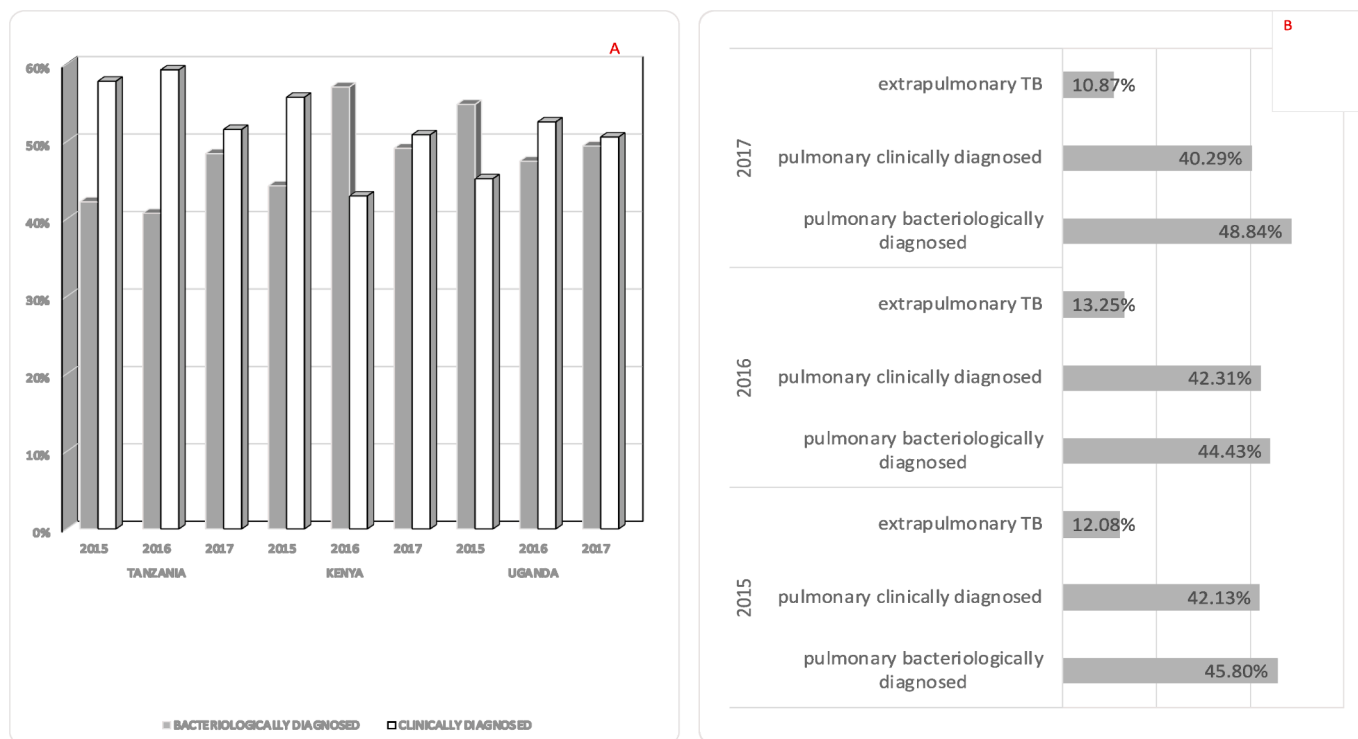 A
60%
50%
40%
30%
20%
10%
0%
2015 2016 2017 2015 2016 2017 2015 2016 2017
TANZANIA KENYA UGANDA
BACTERIOLOGICALLY DIAGNOSED CLINICALLY DIAGNOSED
B
2017
extrapulmonary TB 10.87%
pulmonary clinically diagnosed 40.29%
pulmonary bacteriologically
diagnosed 48.84%
2016
extrapulmonary TB 13.25%
pulmonary clinically diagnosed 42.31%
pulmonary bacteriologically
diagnosed 44.43%
2015
extrapulmonary TB 12.08%
pulmonary clinically diagnosed 42.13%
pulmonary bacteriologically
diagnosed 45.80%